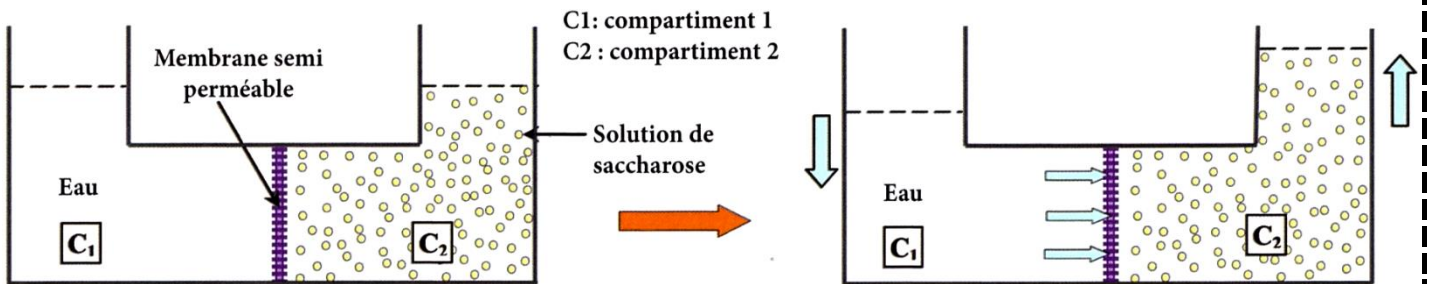 C1: compartiment 1
C2 : compartiment 2
Membrane semi
perméable
Solution de
saccharose
Eau
C₁
C₂
Eau
C₁
C₂